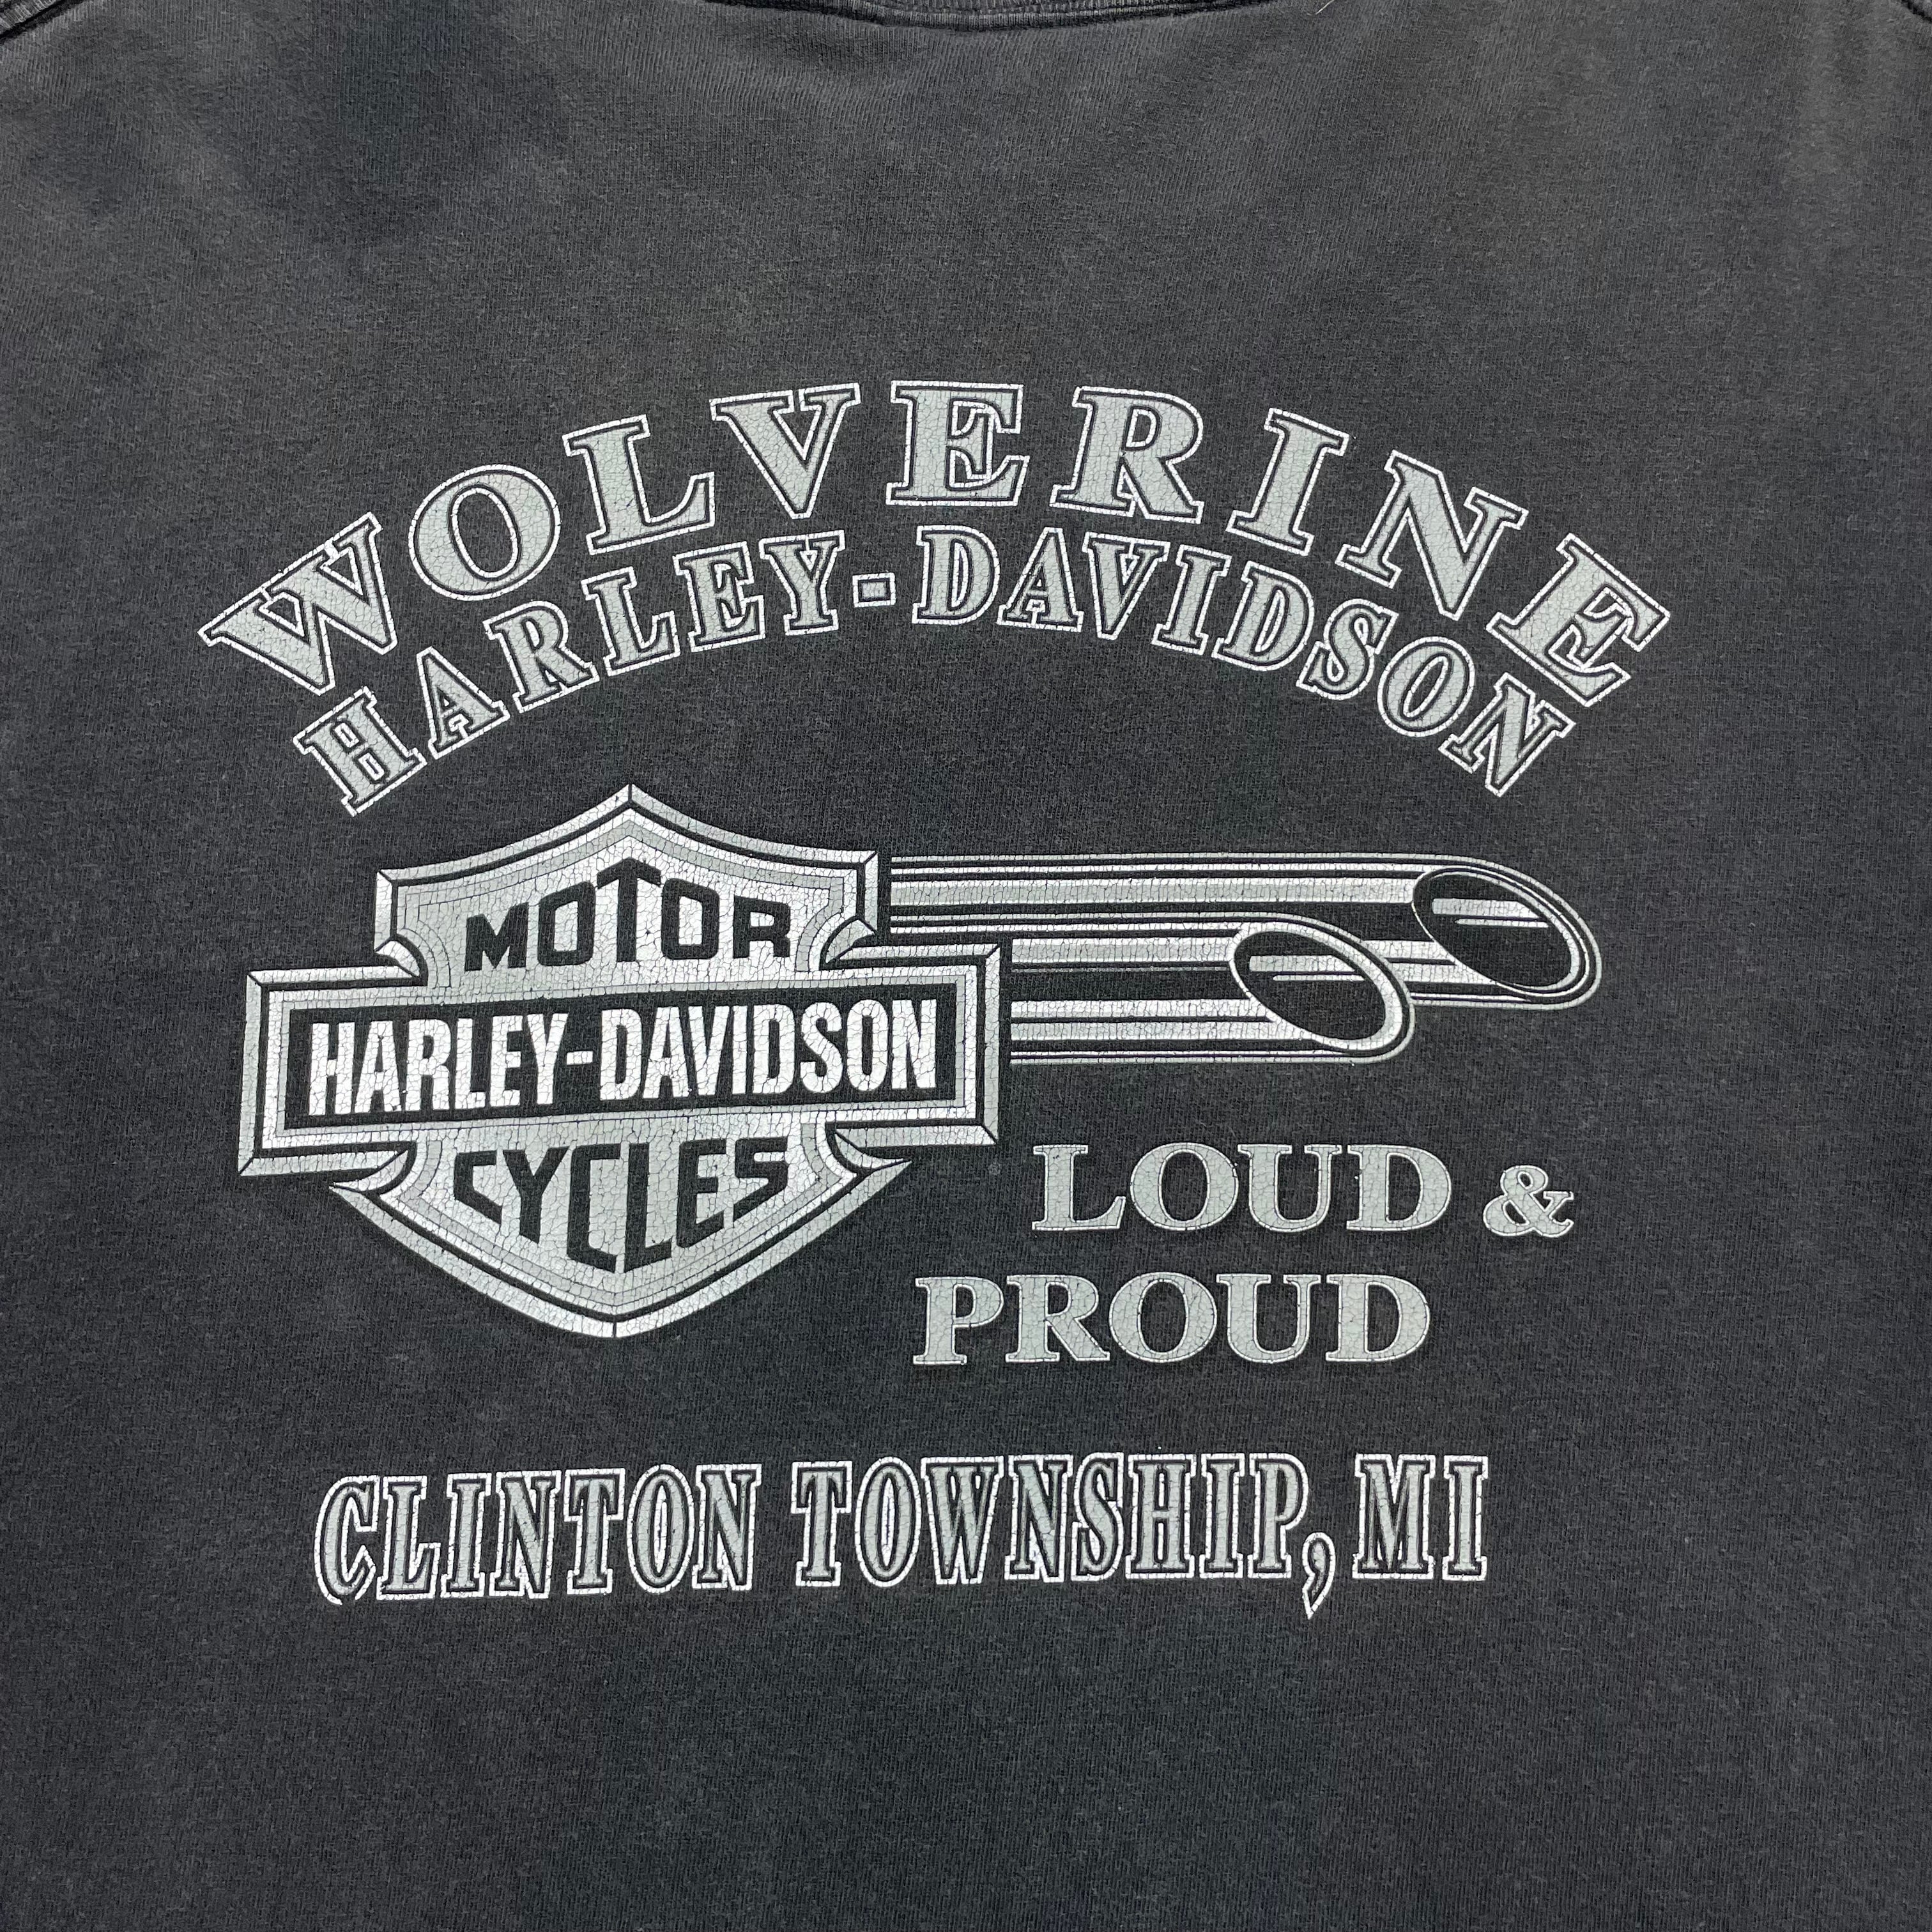 WOLVERINE
HARLEY-DAVIDSON
MOTOR
HARLEY-DAVIDSON
CYCLES
LOUD &
PROUD
CLINTON TOWNSHIP, MI